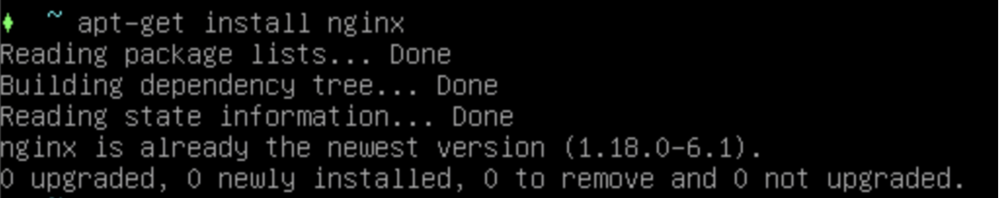 ~ apt-get install nginx
Reading package lists... Done
Building dependency tree... Done
Reading state information... Done
nginx is already the newest version (1.18.0-6.1).
0 upgraded, 0 newly installed, 0 to remove and 0 not upgraded.